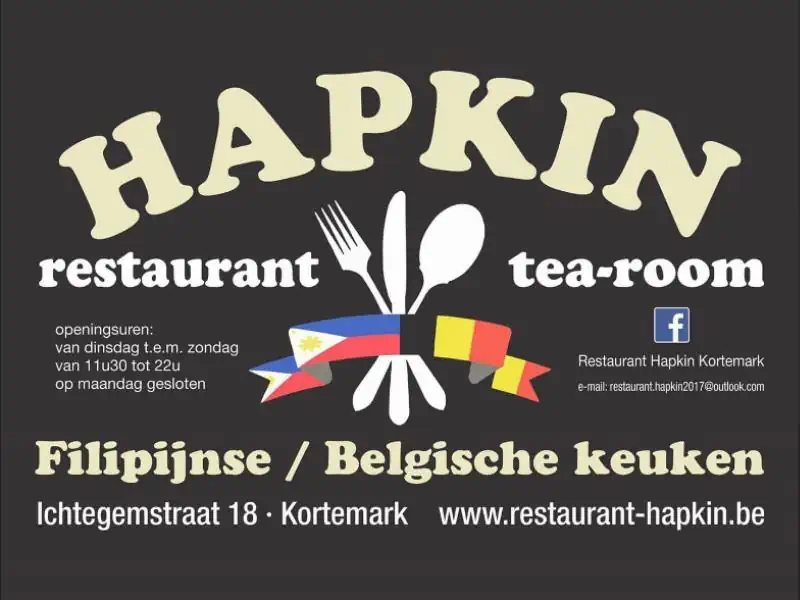 HAPKIN
restaurant
tea-room
openingsuren:
van dinsdag t.e.m. zondag
van 11u30 tot 22u
op maandag gesloten
f
Restaurant Hapkin Kortemark
e-mail: restaurant.hapkin2017@outlook.com
Filipijnse / Belgische keuken
Ichtegemstraat 18 · Kortemark
www.restaurant-hapkin.be